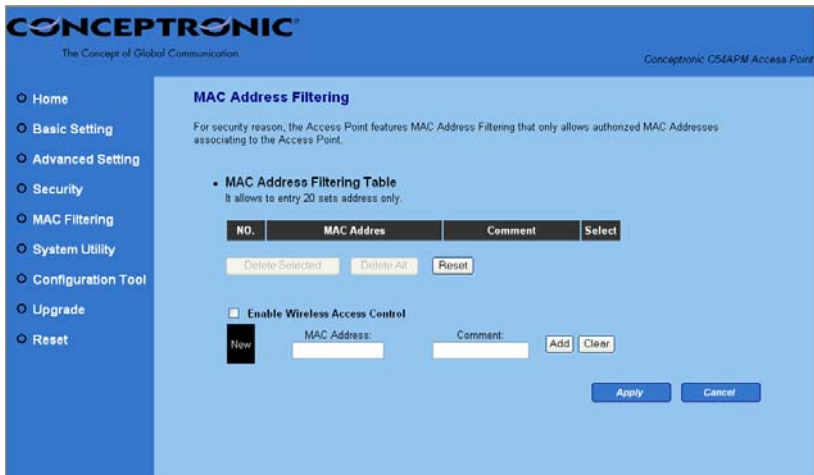 CONCEPTRONIC
The Concept of Global Communication
Conceptronic C54APM Access Point
Home
Basic Setting
Advanced Setting
Security
MAC Filtering
System Utility
Configuration Tool
Upgrade
Reset
MAC Address Filtering
For security reason, the Access Point features MAC Address Filtering that only allows authorized MAC Addresses
associating to the Access Point.
MAC Address Filtering Table
It allows to entry 20 sets address only.
NO. MAC Addres Comment Select
Delete Selected Delete All Reset
Enable Wireless Access Control
New MAC Address: Comment: Add Clear
Apply Cancel